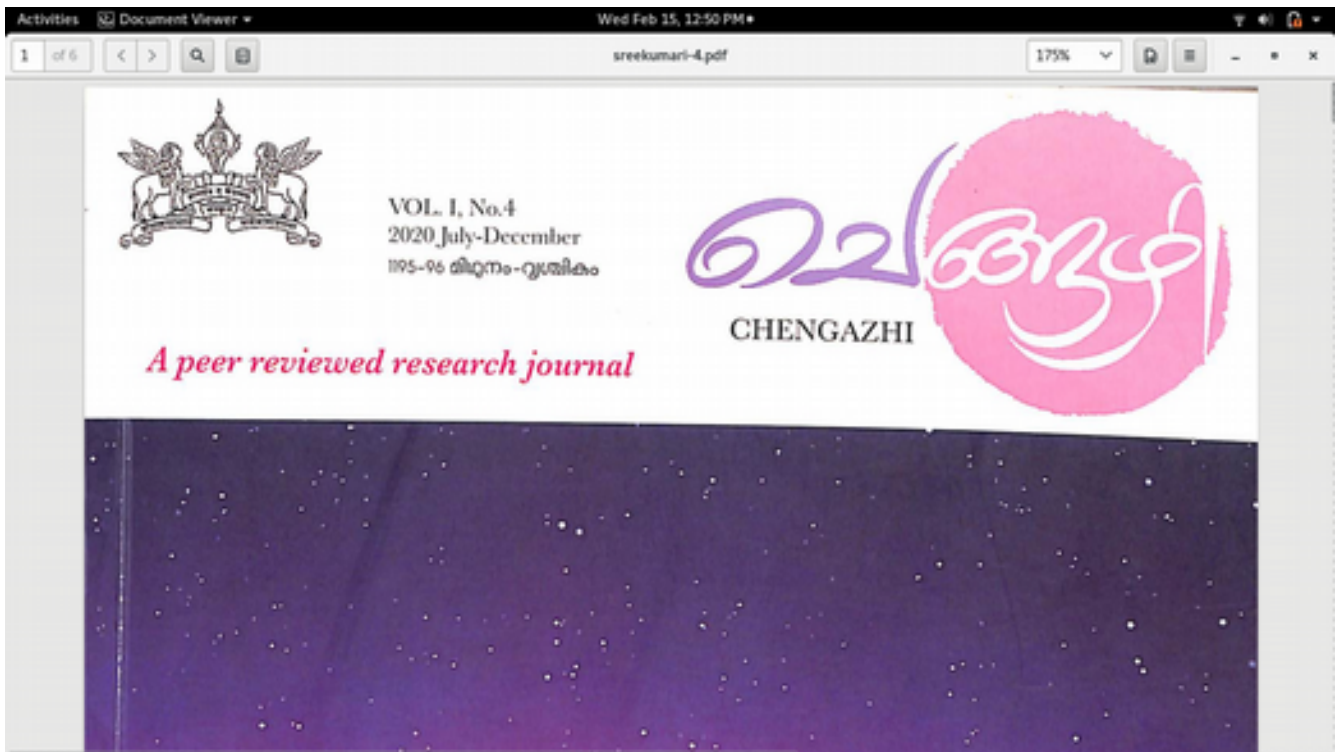 Activities Document Viewer Wed Feb 15, 12:50 PM
1 of 6 sreekumari-4.pdf 175%
VOL. I, No.4
2020 July-December
1195-96 മിഥുനം-വൃശ്ചികം
ചെങ്ങഴി
CHENGAZHI
A peer reviewed research journal